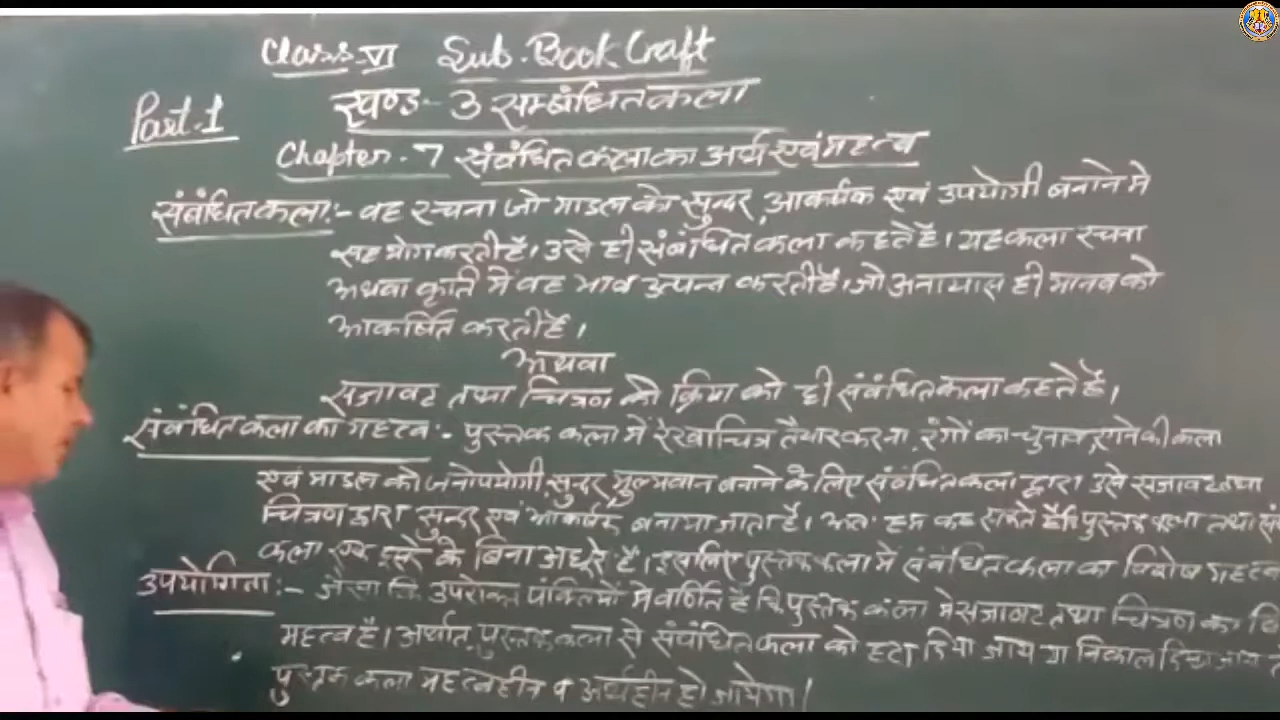 Class-VI Sub. Book Craft
Part.1
खण्ड- 3 सम्बंधित कला
Chapter. 7 संबंधित कला का अर्थ एवं महत्व
संबंधित कला:- वह रचना जो माडल को सुन्दर, आकर्षक एवं उपयोगी बनाने मे
सहयोग करती है। उसे ही संबंधित कला कहते हैं। यह कला रचना
अथवा कृति में वह भाव उत्पन्न करती है। जो अनायास ही मानव को
आकर्षित करती है।
अथवा
सजावट तथा चित्रण की क्रिया को ही संबंधित कला कहते हैं।
संबंधित कला का महत्व:- पुस्तक कला में रेखाचित्र तैयार करना, रंगों का चुनाव की कला
एवं माडल को जनोपयोगी, सुन्दर, मुल्यवान बनाने के लिए संबंधित कला द्वारा उसे सजावट तथा
चित्रण द्वारा सुन्दर एवं आकर्षक बनाया जाता है। अतः हम कह सकते हैं कि पुस्तक कला तथा सं
कला एक दूसरे के बिना अधूरे है। इसलिए पुस्तक कला मे संबंधित कला का विशेष महत्व
उपयोगिता:- जैसा कि उपरोक्त पंक्तियों मे वर्णित है कि पुस्तक कला मे सजावट तथा चित्रण का वि
महत्व है। अर्थात् पुस्तक कला से संबंधित कला को हटा दिया जाय या निकाल दिया जाय त
पुस्तक कला महत्वहीन व अर्थहीन हो जायेगा।